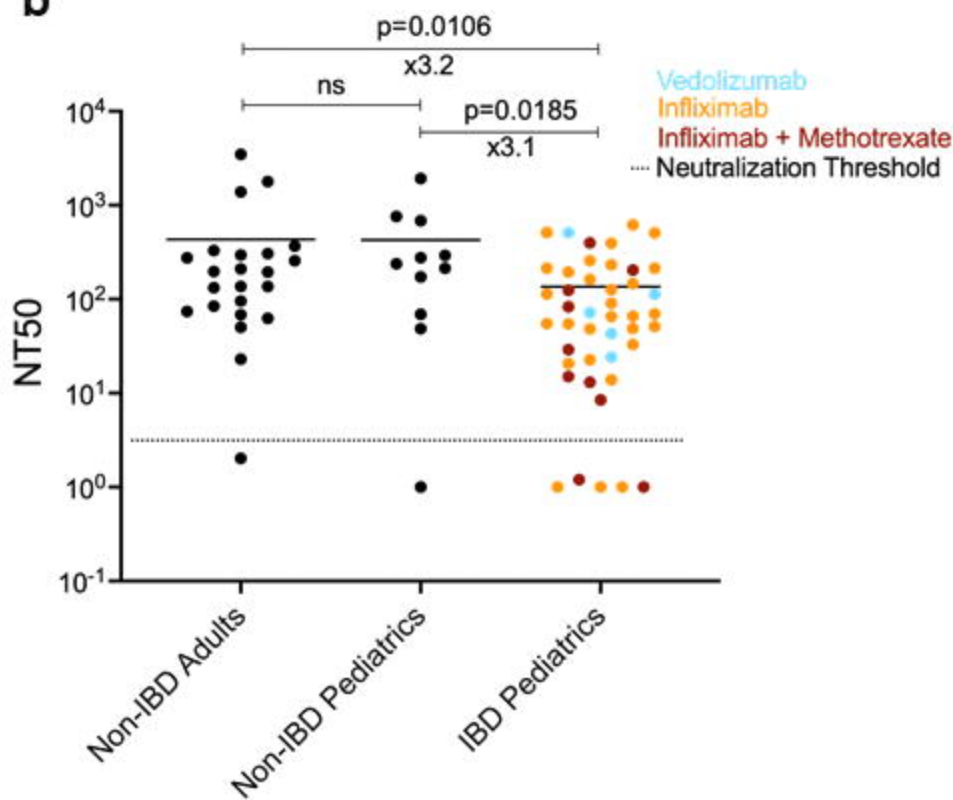 b
p=0.0106
x3.2
ns
p=0.0185
x3.1
Vedolizumab
Infliximab
Infliximab + Methotrexate
Neutralization Threshold
NT50
10⁴
10³
10²
10¹
10⁰
10⁻¹
Non-IBD Adults
Non-IBD Pediatrics
IBD Pediatrics